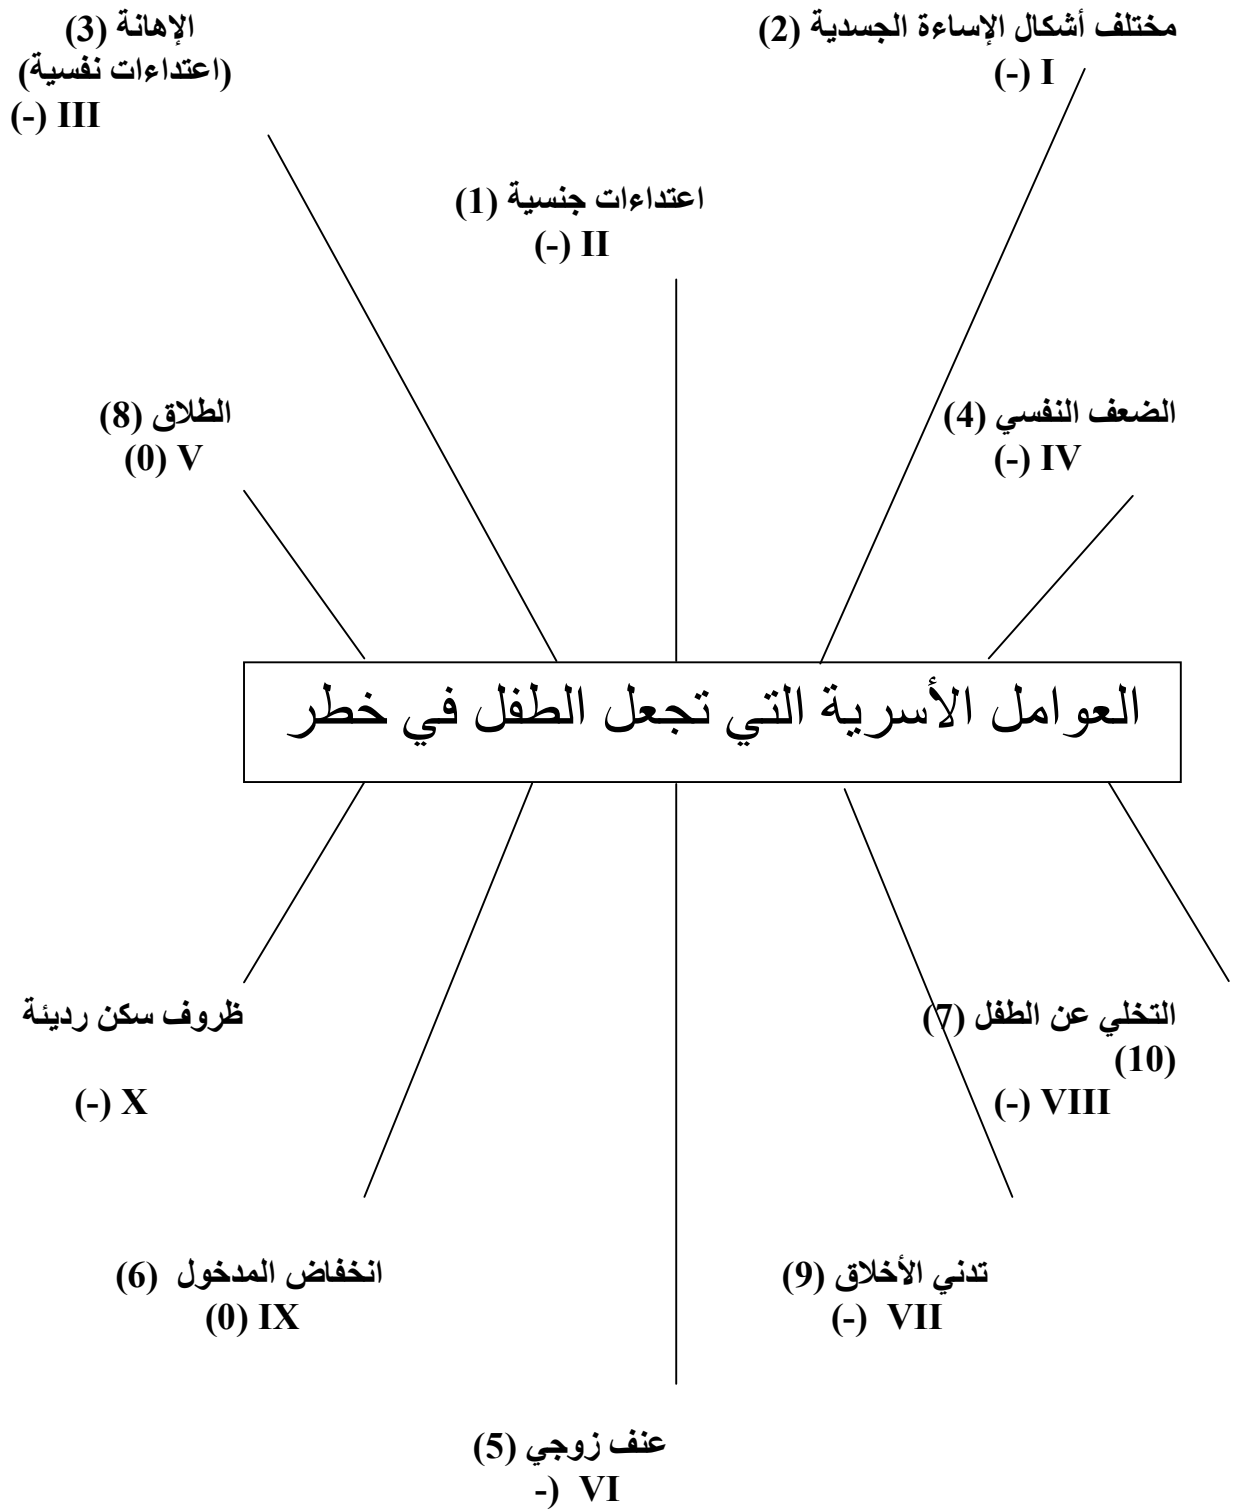 مختلف أشكال الإساءة الجسدية (2)
I (-)
الإهانة (3)
(اعتداءات نفسية)
III (-)
اعتداءات جنسية (1)
II (-)
الضعف النفسي (4)
IV (-)
الطلاق (8)
V (0)
العوامل الأسرية التي تجعل الطفل في خطر
التخلي عن الطفل (7)
(10)
VIII (-)
ظروف سكن رديئة
X (-)
تدني الأخلاق (9)
VII (-)
انخفاض المدخول (6)
IX (0)
عنف زوجي (5)
VI (-